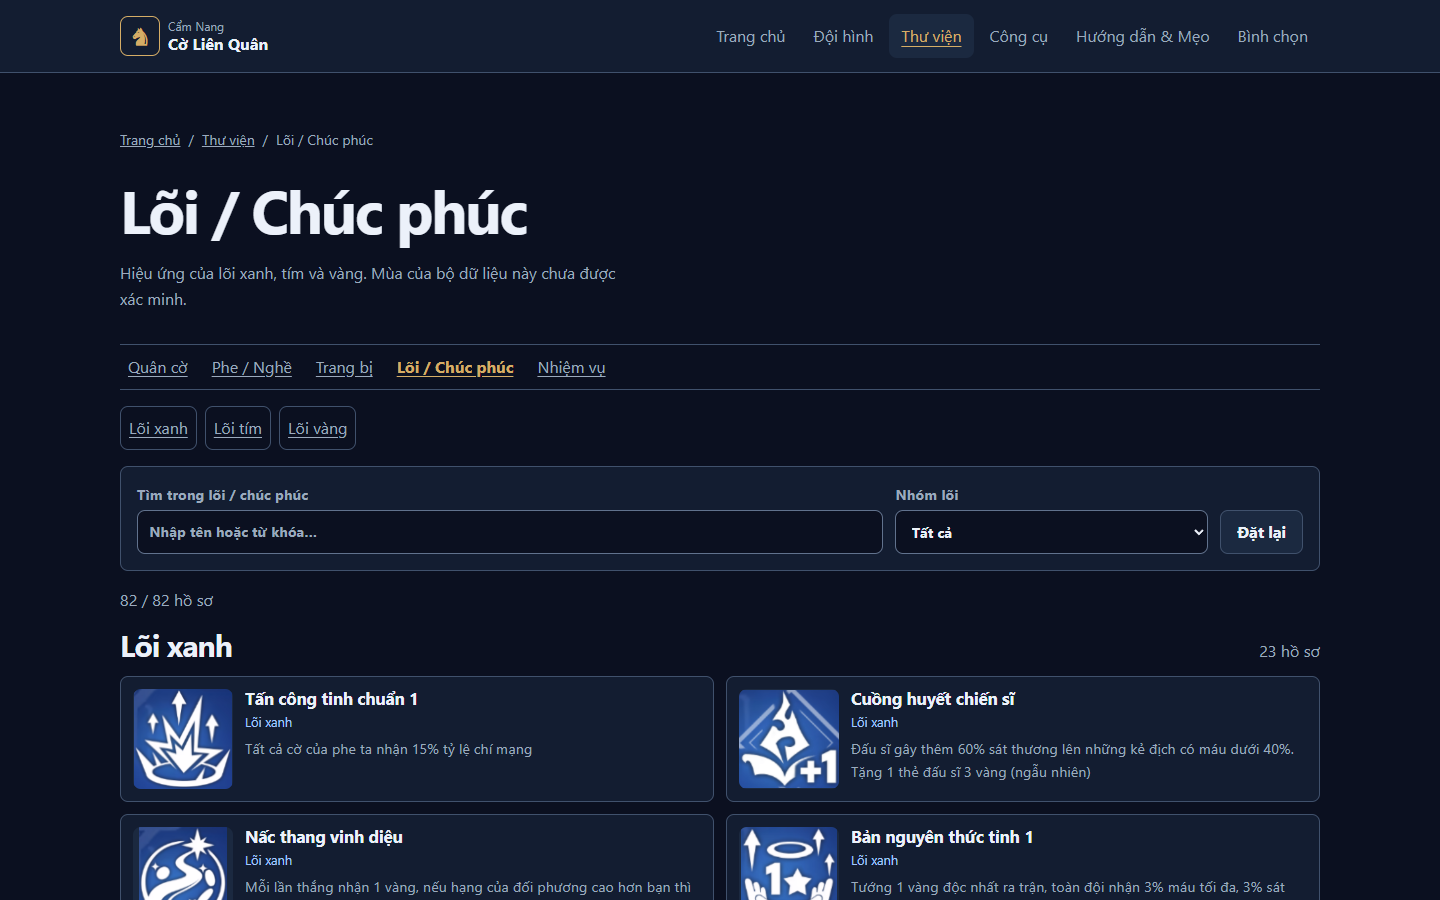 Cẩm Nang
Cờ Liên Quân
Trang chủ
Đội hình
Thư viện
Công cụ
Hướng dẫn & Mẹo
Bình chọn
Trang chủ / Thư viện / Lõi / Chúc phúc
Lõi / Chúc phúc
Hiệu ứng của lõi xanh, tím và vàng. Mùa của bộ dữ liệu này chưa được
xác minh.
Quân cờ
Phe / Nghề
Trang bị
Lõi / Chúc phúc
Nhiệm vụ
Lõi xanh
Lõi tím
Lõi vàng
Tìm trong lõi / chúc phúc
Nhập tên hoặc từ khóa...
Nhóm lõi
Tất cả
Đặt lại
82 / 82 hồ sơ
Lõi xanh
23 hồ sơ
Tấn công tinh chuẩn 1
Lõi xanh
Tất cả cờ của phe ta nhận 15% tỷ lệ chí mạng
Cuồng huyết chiến sĩ
Lõi xanh
Đấu sĩ gây thêm 60% sát thương lên những kẻ địch có máu dưới 40%.
Tặng 1 thẻ đấu sĩ 3 vàng (ngẫu nhiên)
+1
Nấc thang vinh diệu
Lõi xanh
Mỗi lần thắng nhận 1 vàng, nếu hạng của đối phương cao hơn bạn thì
Bản nguyên thức tỉnh 1
Lõi xanh
Tướng 1 vàng độc nhất ra trận, toàn đội nhận 3% máu tối đa, 3% sát
1